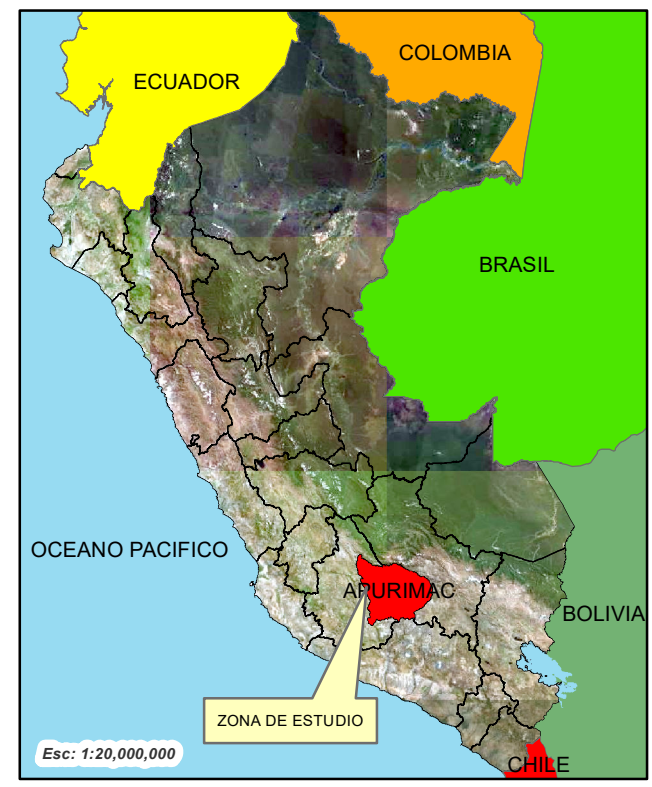 COLOMBIA
ECUADOR
BRASIL
OCEANO PACIFICO
APURIMAC
BOLIVIA
ZONA DE ESTUDIO
Esc: 1:20,000,000
CHILE